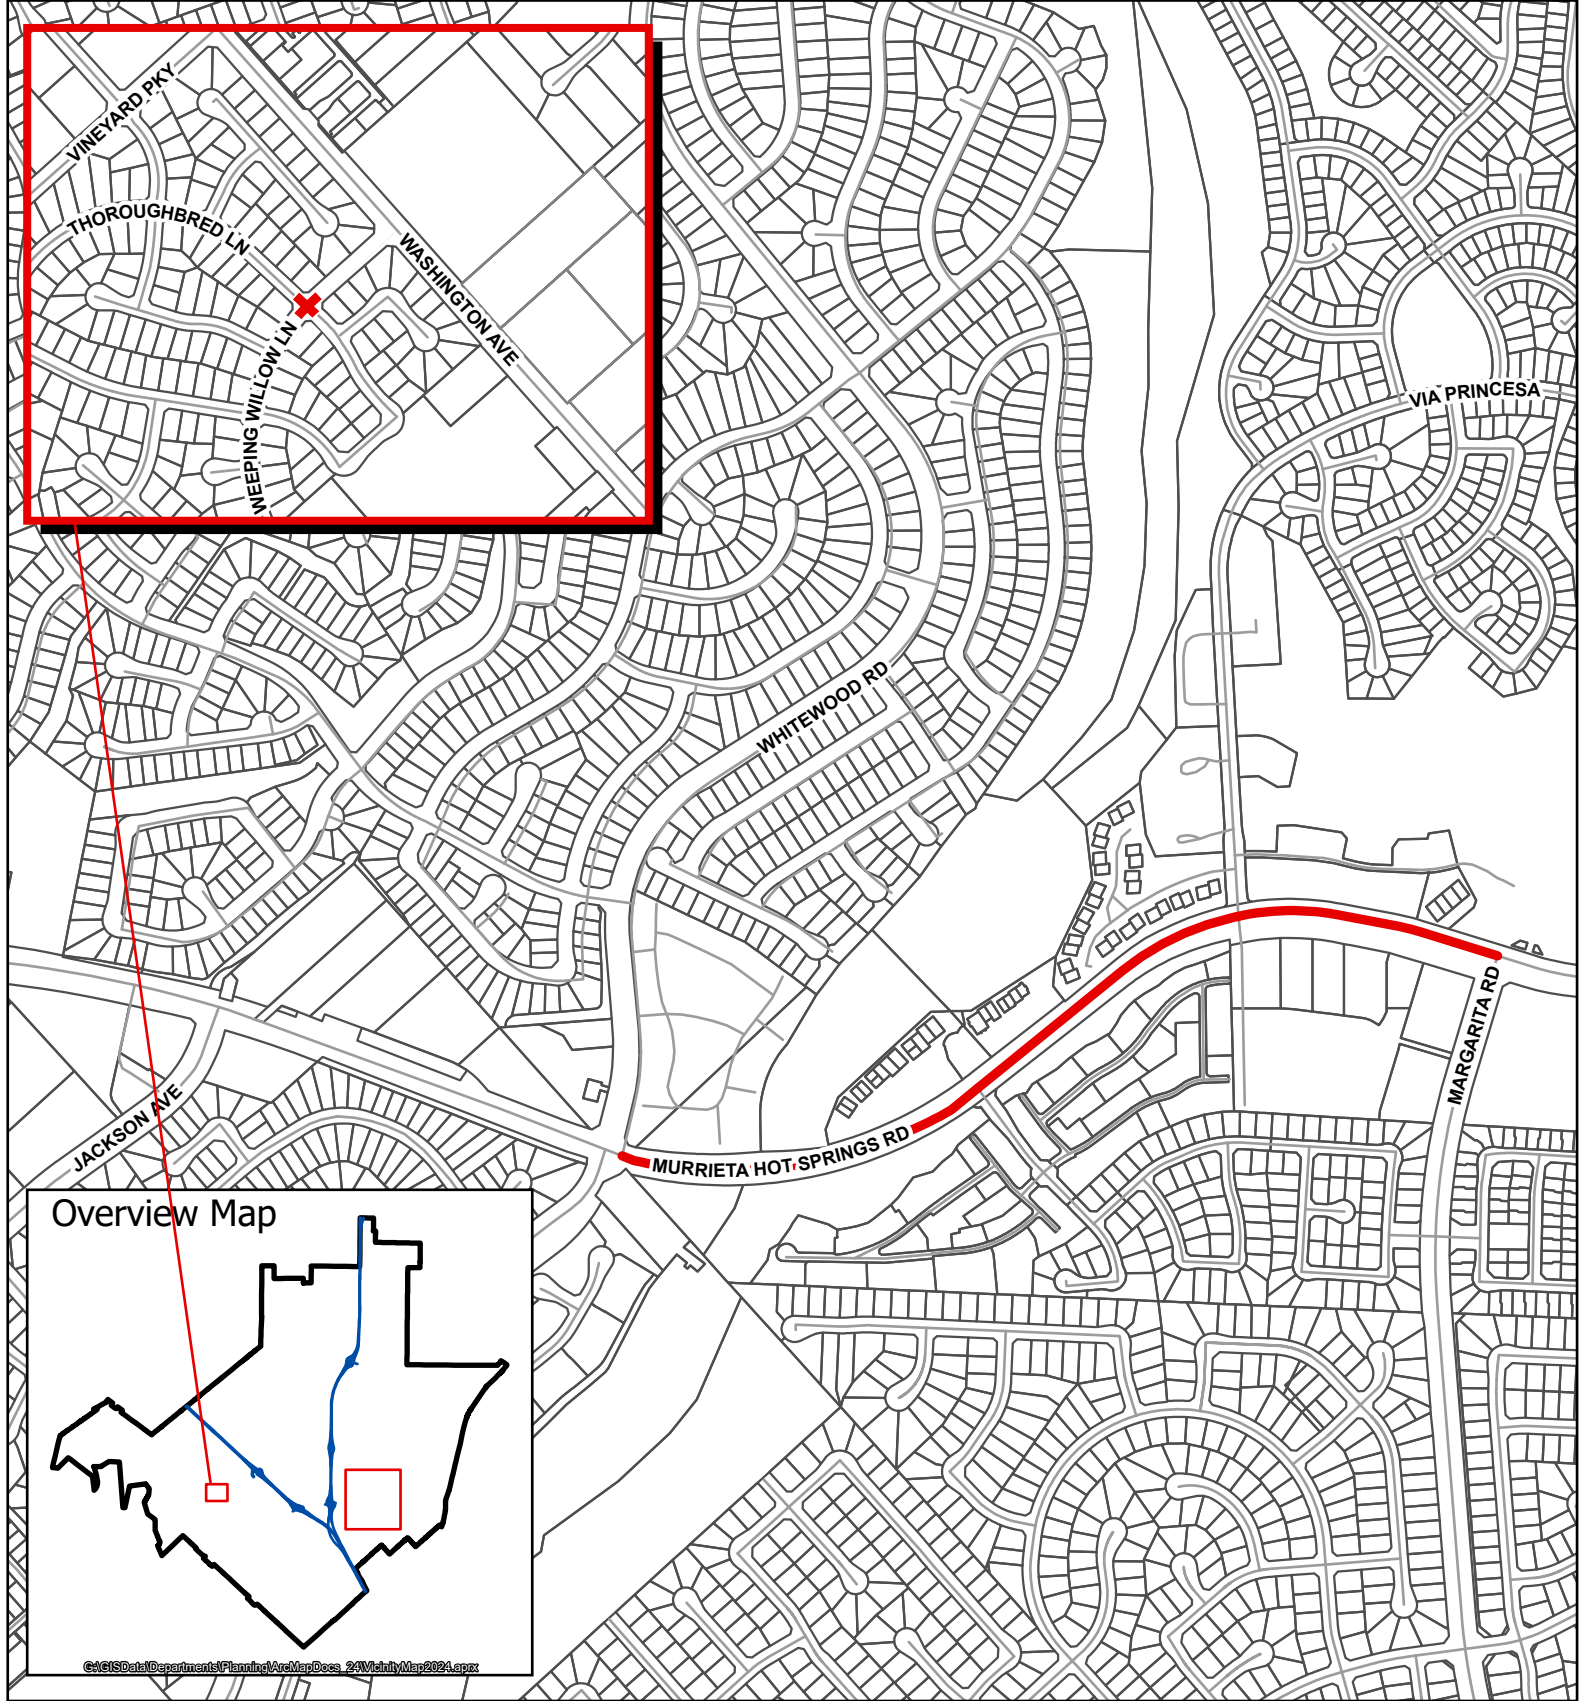 VINEYARD PKY
THOROUGHBRED LN
WASHINGTON AVE
WEEPING WILLOW LN
VIA PRINCESA
WHITEWOOD RD
MARGARITA RD
JACKSON AVE
MURRIETA HOT SPRINGS RD
Overview Map
G:\GISData\Departments\Planning\ArcMapDocs_24\VicinityMap2024.aprx